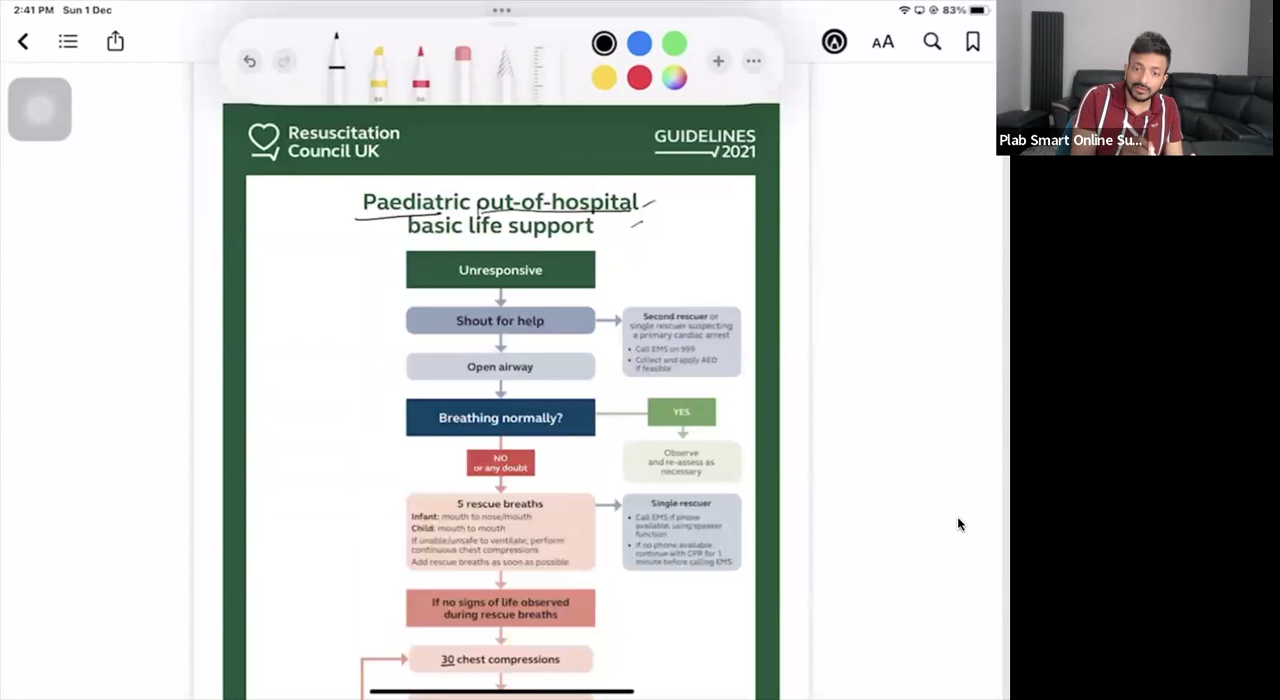 2:41 PM Sun 1 Dec
83%
AA
Plab Smart Online Su...
Resuscitation
Council UK
GUIDELINES
2021
Paediatric out-of-hospital
basic life support
Unresponsive
Shout for help
Second rescuer or
single rescuer suspecting
a primary cardiac arrest
• Call EMS on 999
• Collect and apply AED
if feasible
Open airway
Breathing normally?
YES
NO
or any doubt
Observe
and re-assess as
necessary
5 rescue breaths
Infant: mouth to nose/mouth
Child: mouth to mouth
If unable/unsafe to ventilate, perform
continuous chest compressions
Add rescue breaths as soon as possible
Single rescuer
• Call EMS if phone
available, using speaker
function
• If no phone available
continue with CPR for 1
minute before calling EMS
If no signs of life observed
during rescue breaths
30 chest compressions